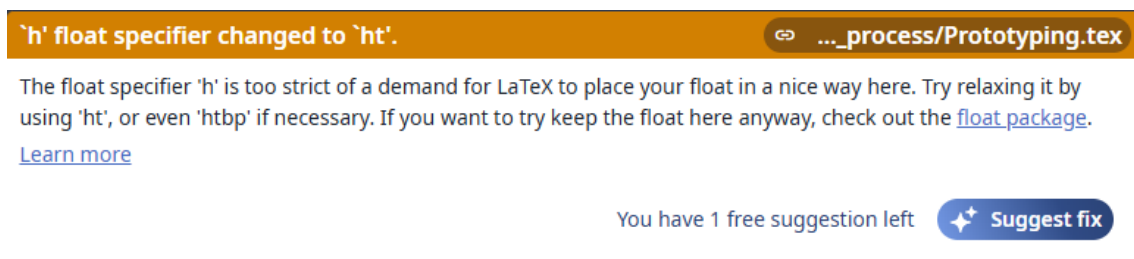 `h' float specifier changed to `ht'.
..._process/Prototyping.tex
The float specifier 'h' is too strict of a demand for LaTeX to place your float in a nice way here. Try relaxing it by
using 'ht', or even 'htbp' if necessary. If you want to try keep the float here anyway, check out the float package.
Learn more
You have 1 free suggestion left
Suggest fix